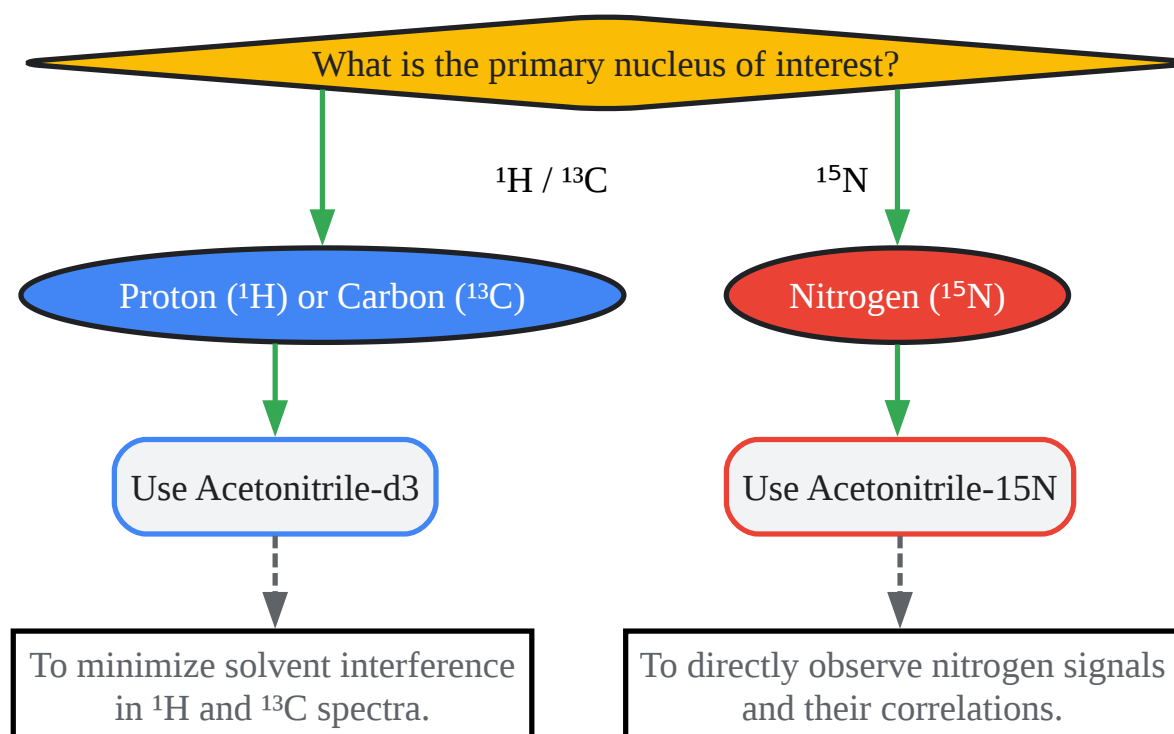 What is the primary nucleus of interest?
¹H / ¹³C
¹⁵N
Proton (¹H) or Carbon (¹³C)
Nitrogen (¹⁵N)
Use Acetonitrile-d3
Use Acetonitrile-15N
To minimize solvent interference
in ¹H and ¹³C spectra.
To directly observe nitrogen signals
and their correlations.